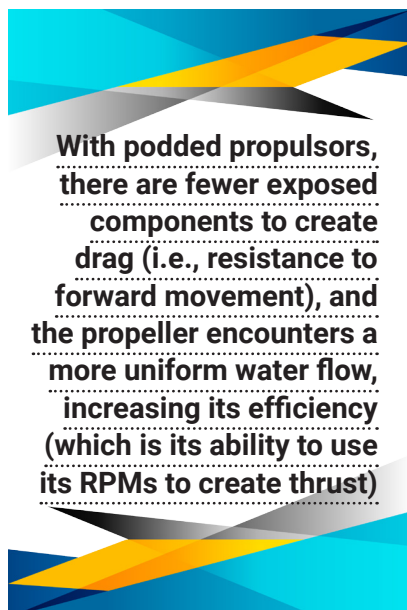 With podded propulsors,
there are fewer exposed
components to create
drag (i.e., resistance to
forward movement), and
the propeller encounters a
more uniform water flow,
increasing its efficiency
(which is its ability to use
its RPMs to create thrust)